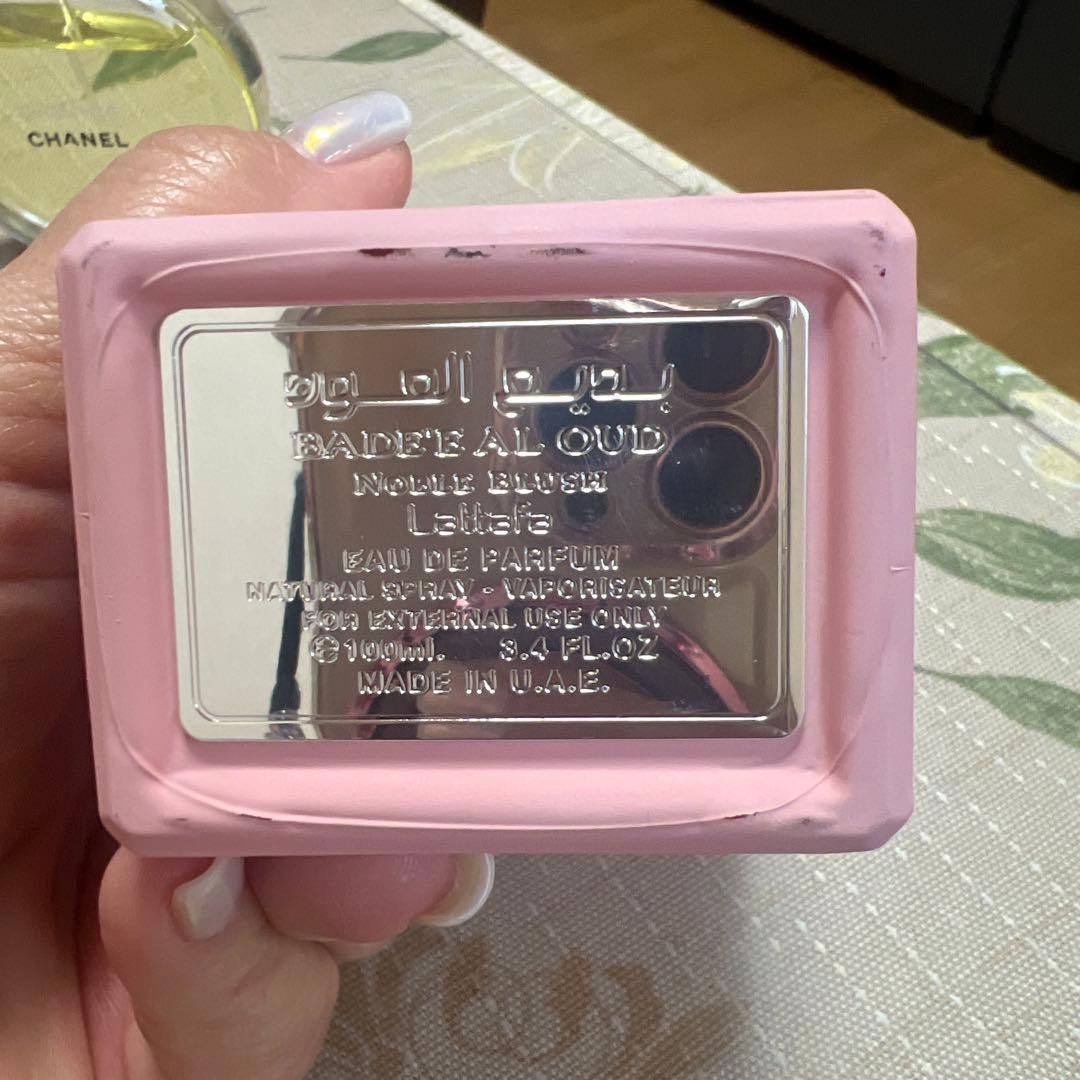 CHANEL
بديع العود
BADE'E AL OUD
NOBLE BLUSH
Lattafa
EAU DE PARFUM
NATURAL SPRAY - VAPORISATEUR
FOR EXTERNAL USE ONLY
℮100ml. 3.4 FL.OZ
MADE IN U.A.E.